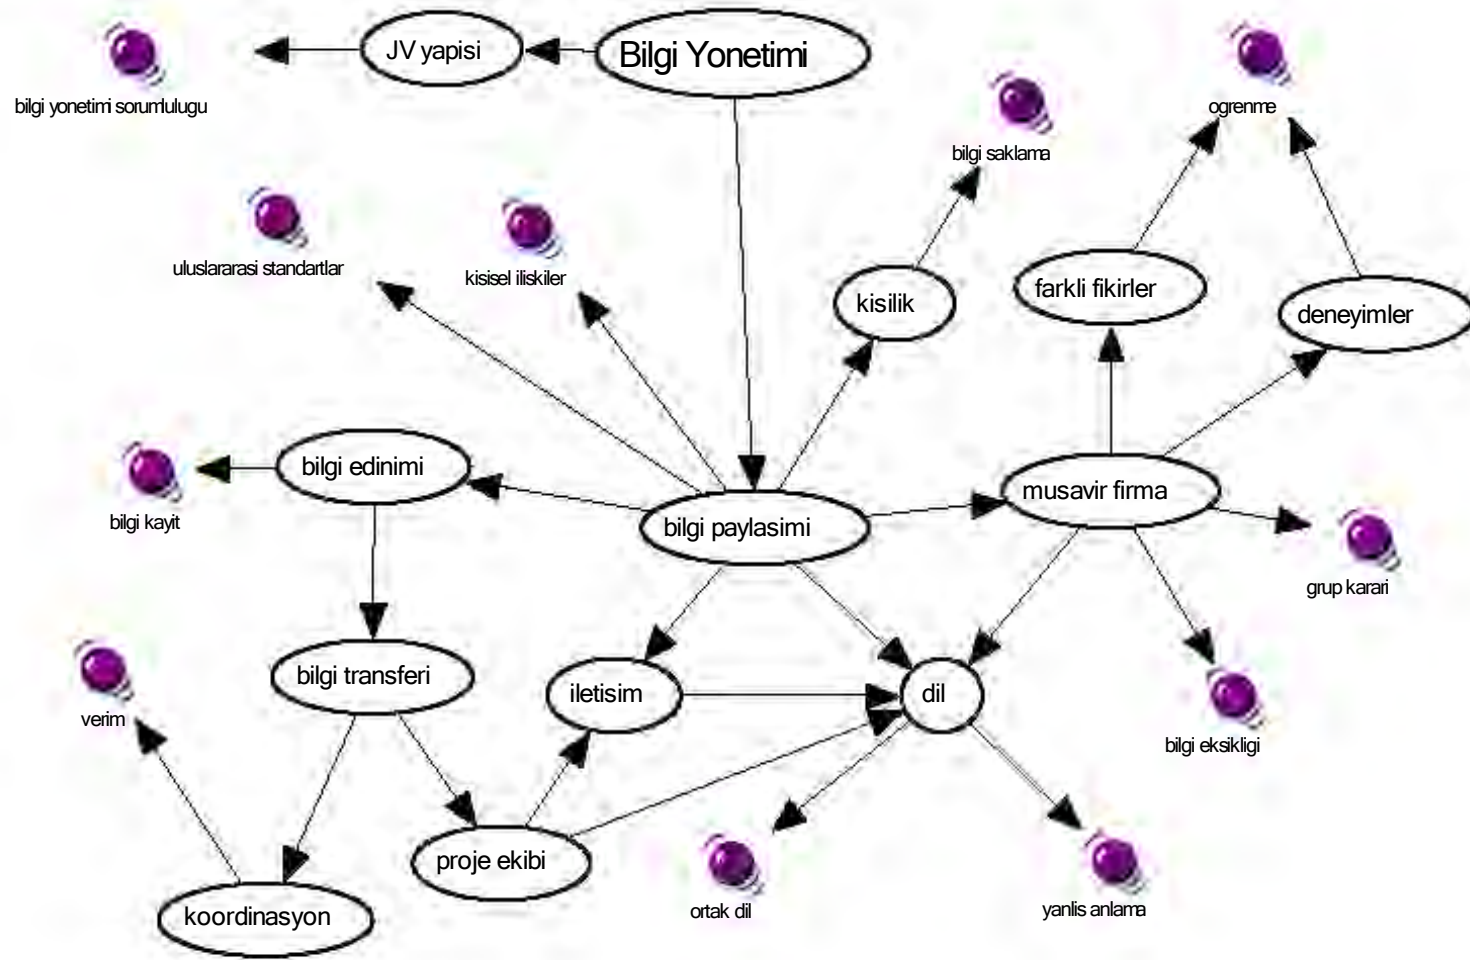 JV yapisi
Bilgi Yonetimi
bilgi yonetimi sorumlulugu
ogrenme
bilgi saklama
uluslararasi standartlar
kisisel iliskiler
kisilik
farkli fikirler
deneyimler
bilgi edinimi
musavir firma
bilgi kayit
bilgi paylasimi
grup karari
bilgi transferi
iletisim
dil
verim
bilgi eksikligi
proje ekibi
koordinasyon
ortak dil
yanlis anlama